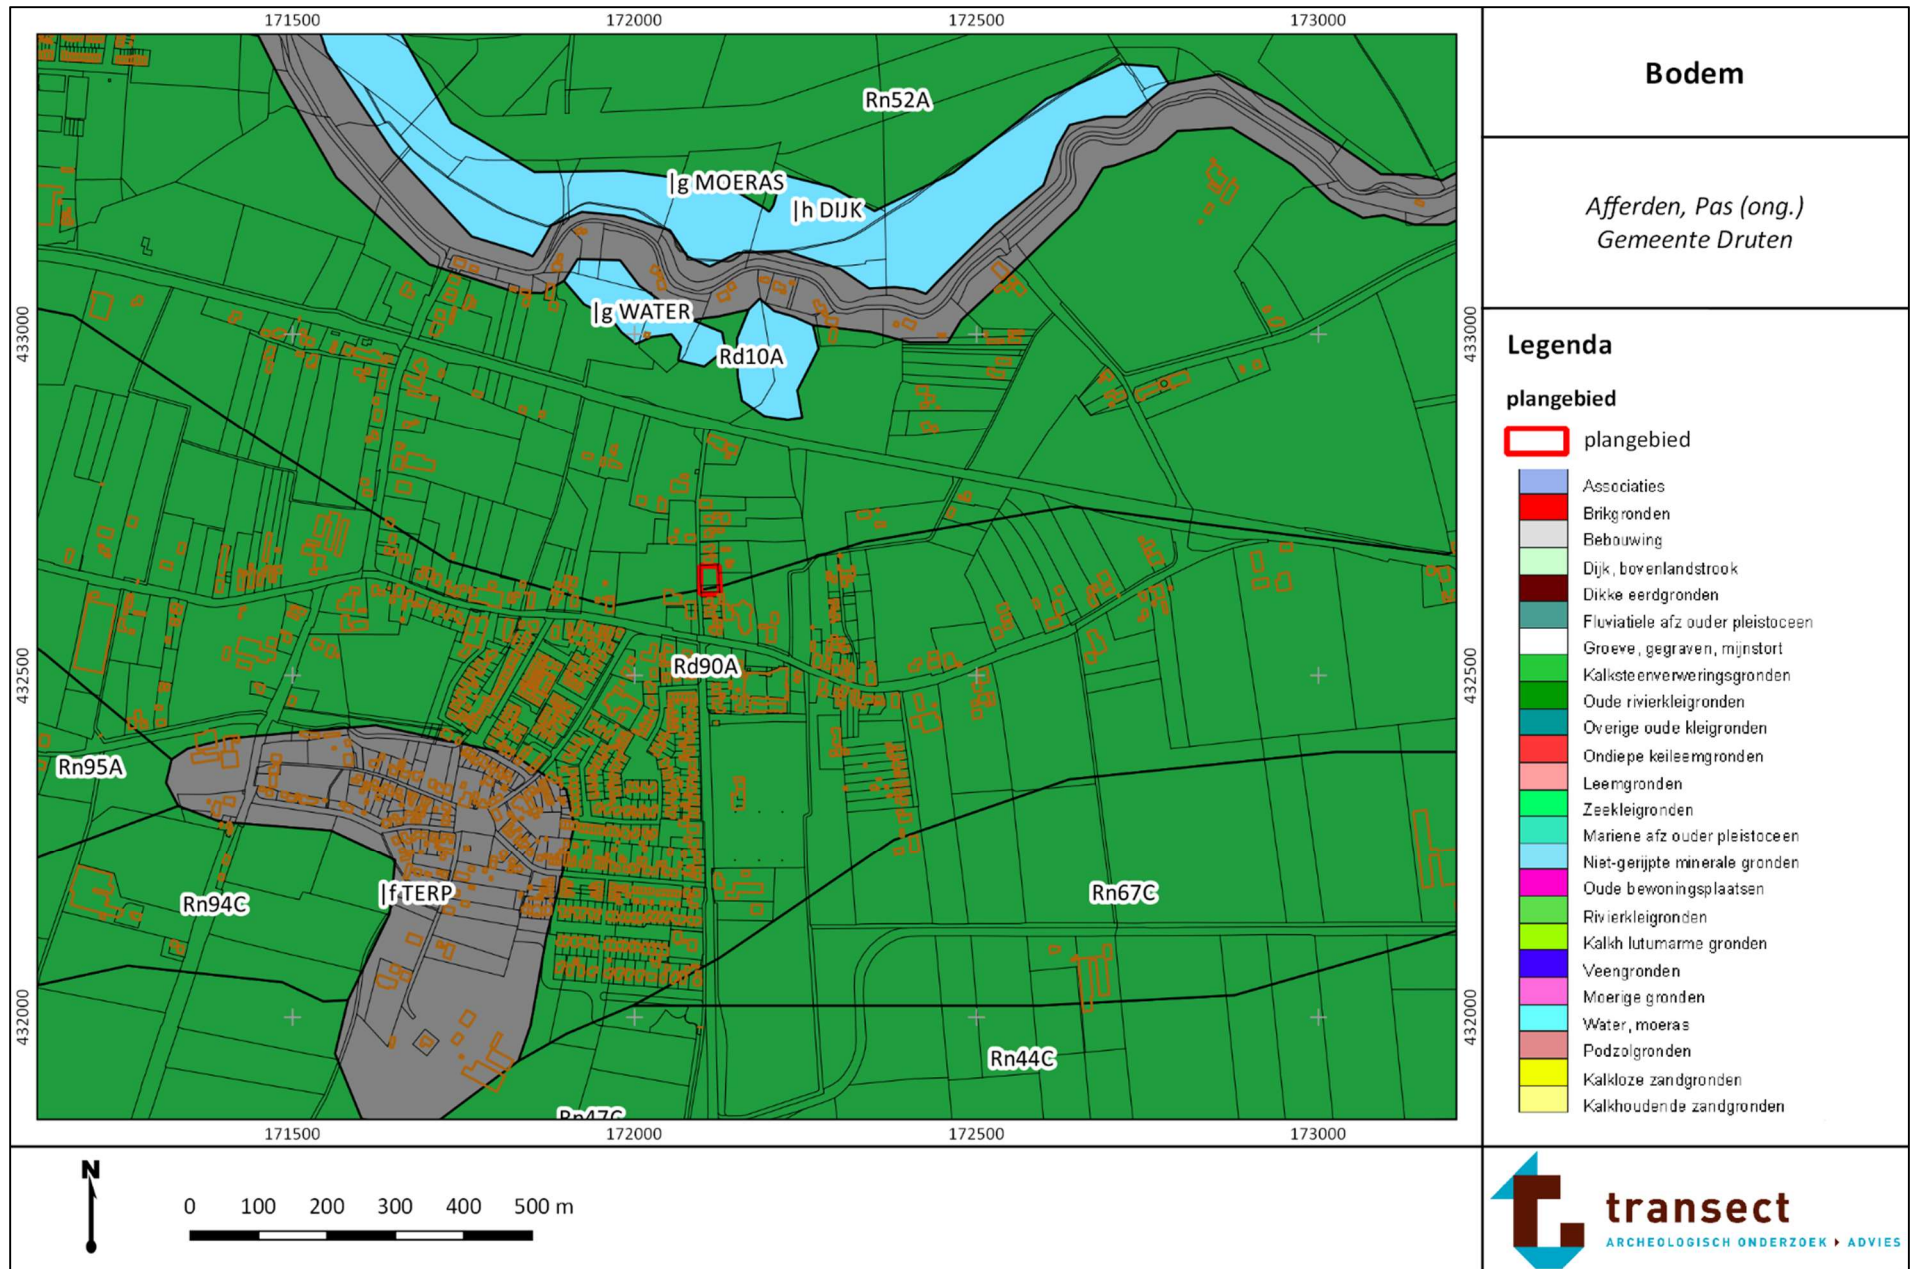 171500
172000
172500
173000
433000
432500
432000
Rn52A
|g MOERAS
|h DIJK
|g WATER
Rd10A
Rd90A
Rn95A
Rn94C
|f TERP
Rn67C
Rn44C
Rn47C
433000
432500
432000
171500
172000
172500
173000
Bodem
Afferden, Pas (ong.)
Gemeente Druten
Legenda
plangebied
plangebied
Associaties
Brikgronden
Bebouwing
Dijk, bovenlandstrook
Dikke eerdgronden
Fluviatiele afz ouder pleistoceen
Groeve, gegraven, mijnstort
Kalksteenverweringsgronden
Oude rivierkleigronden
Overige oude kleigronden
Ondiepe keileemgronden
Leemgronden
Zeekleigronden
Mariene afz ouder pleistoceen
Niet-gerijpte minerale gronden
Oude bewoningsplaatsen
Rivierkleigronden
Kalkh lutumarme gronden
Veengronden
Moerige gronden
Water, moeras
Podzolgronden
Kalkloze zandgronden
Kalkhoudende zandgronden
N
0 100 200 300 400 500 m
transect
ARCHEOLOGISCH ONDERZOEK ▸ ADVIES